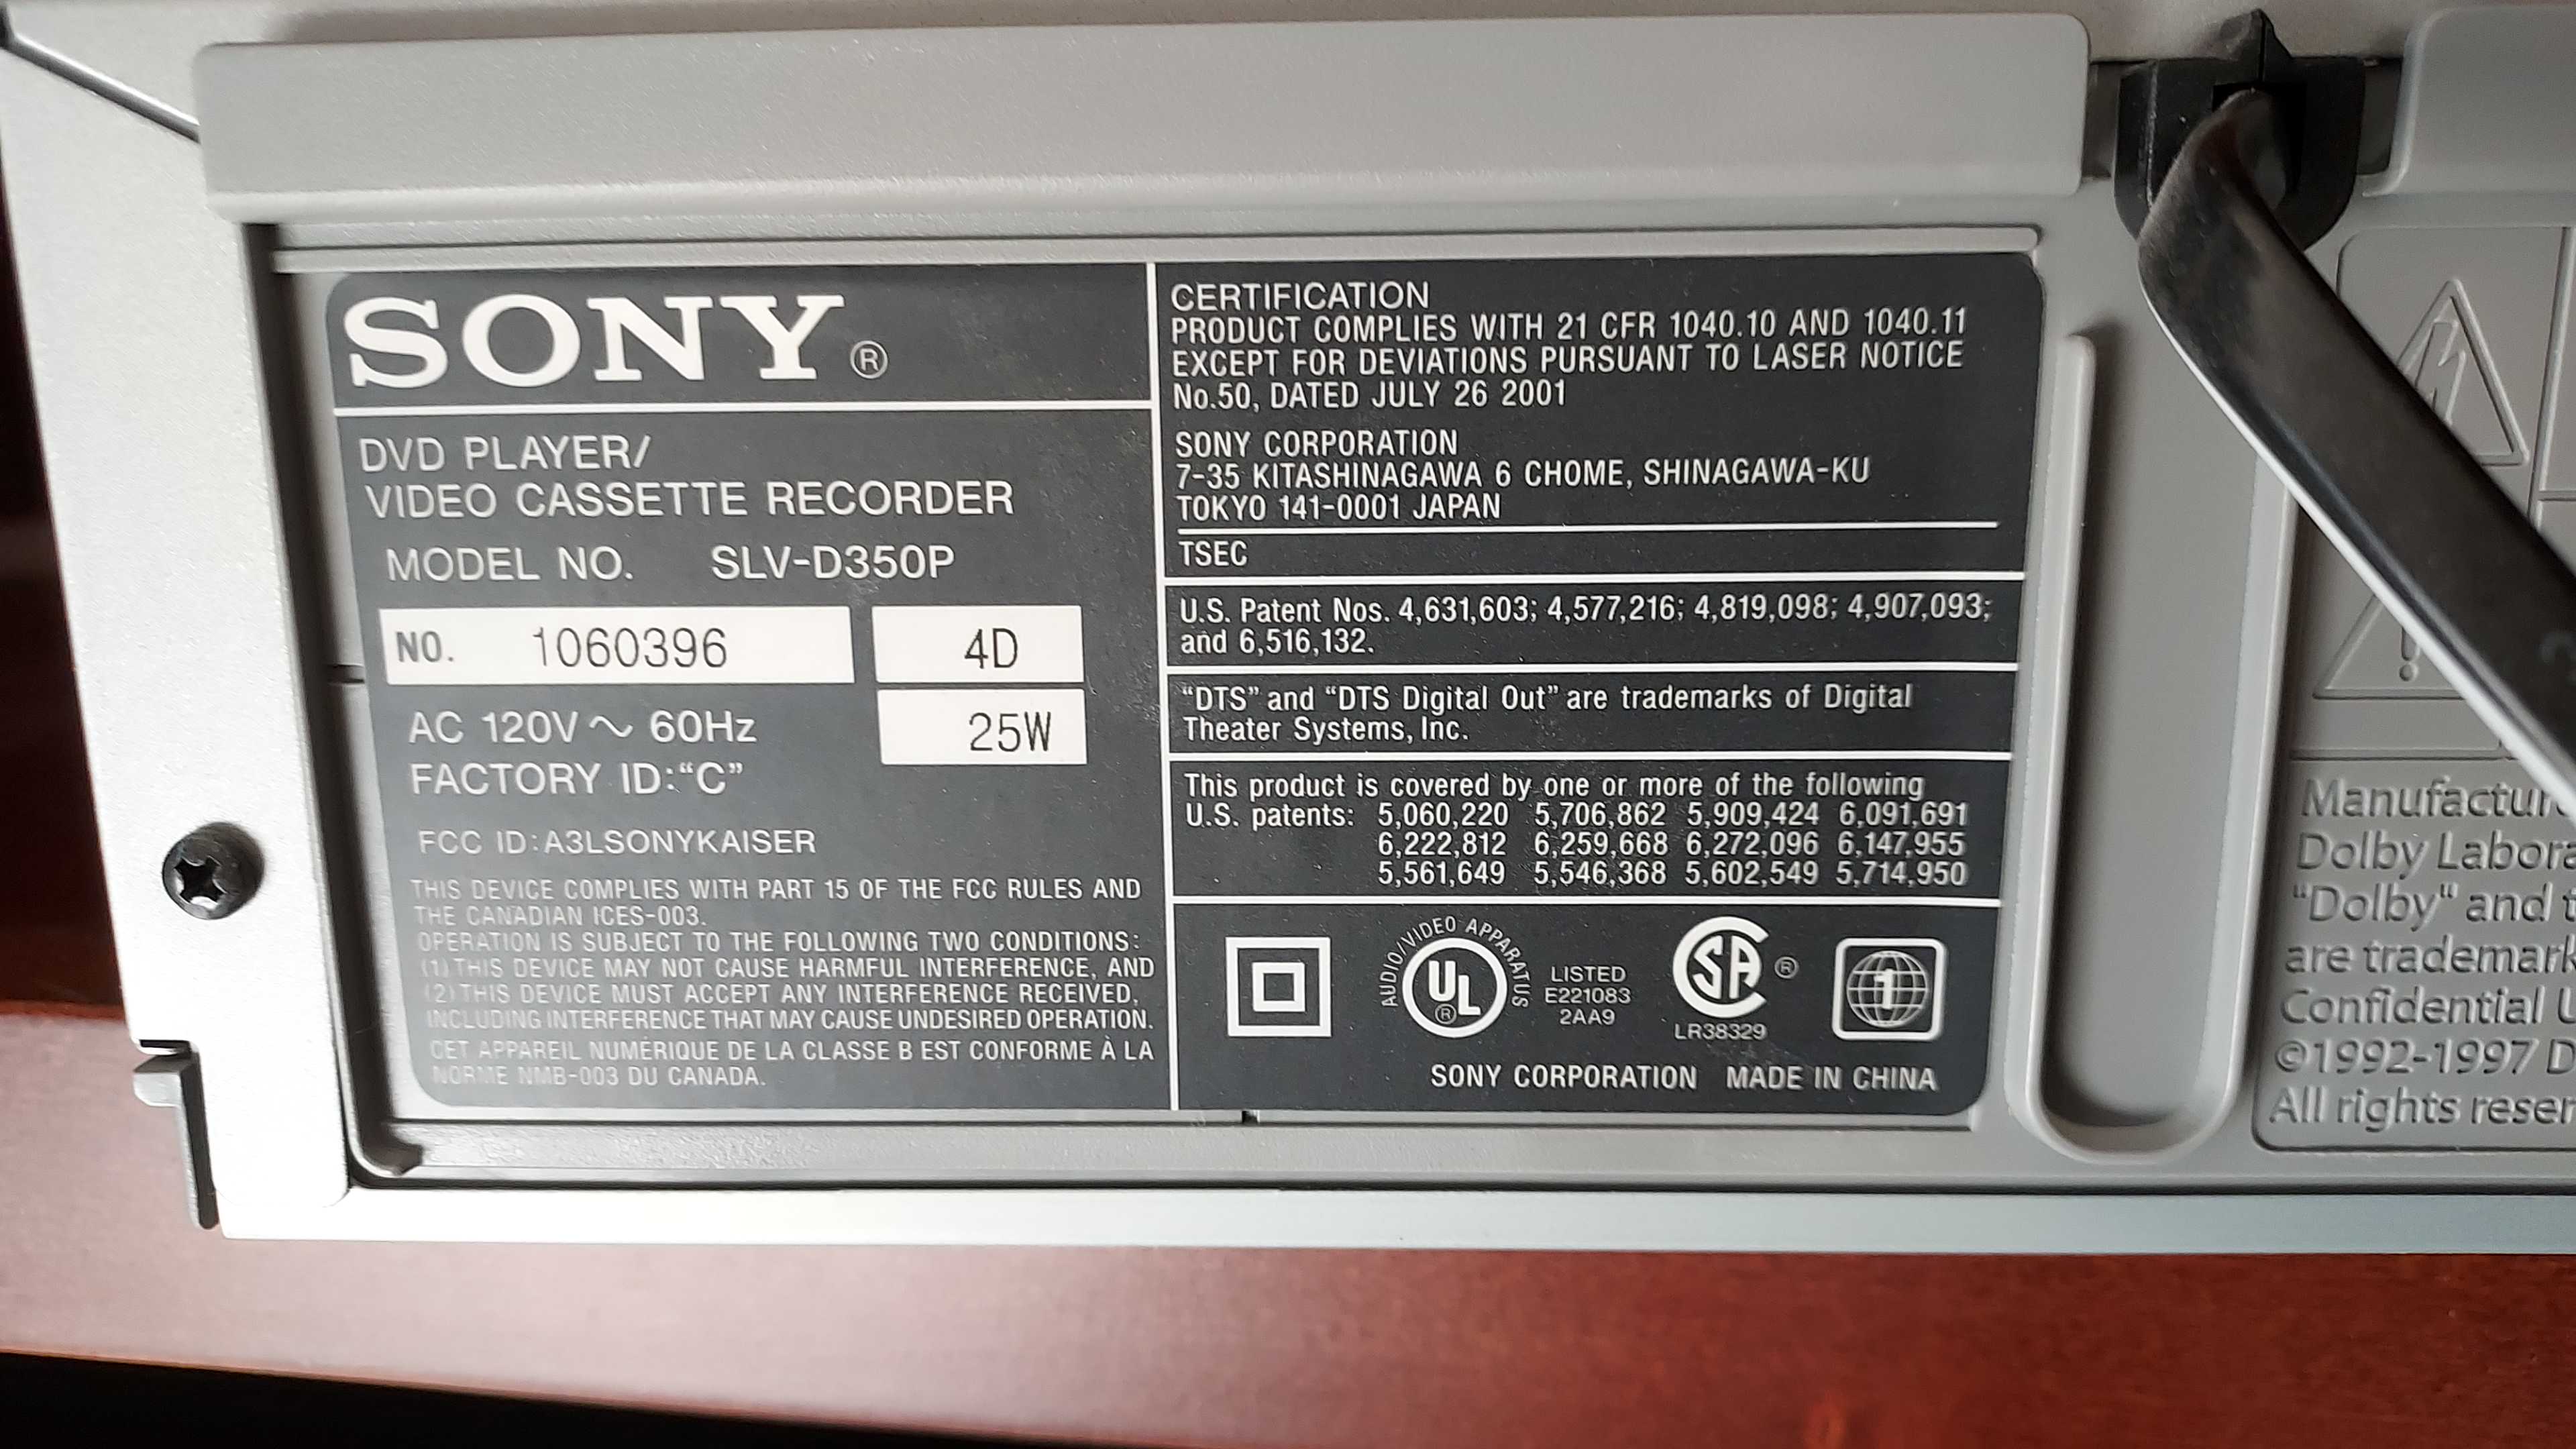 SONY®
DVD PLAYER/
VIDEO CASSETTE RECORDER
MODEL NO. SLV-D350P
NO. 1060396 4D
AC 120V ~ 60Hz 25W
FACTORY ID:“C”
FCC ID:A3LSONYKAISER
THIS DEVICE COMPLIES WITH PART 15 OF THE FCC RULES AND
THE CANADIAN ICES-003.
OPERATION IS SUBJECT TO THE FOLLOWING TWO CONDITIONS:
(1)THIS DEVICE MAY NOT CAUSE HARMFUL INTERFERENCE, AND
(2)THIS DEVICE MUST ACCEPT ANY INTERFERENCE RECEIVED,
INCLUDING INTERFERENCE THAT MAY CAUSE UNDESIRED OPERATION.
CET APPAREIL NUMÉRIQUE DE LA CLASSE B EST CONFORME À LA
NORME NMB-003 DU CANADA.
CERTIFICATION
PRODUCT COMPLIES WITH 21 CFR 1040.10 AND 1040.11
EXCEPT FOR DEVIATIONS PURSUANT TO LASER NOTICE
No.50, DATED JULY 26 2001
SONY CORPORATION
7-35 KITASHINAGAWA 6 CHOME, SHINAGAWA-KU
TOKYO 141-0001 JAPAN
TSEC
U.S. Patent Nos. 4,631,603; 4,577,216; 4,819,098; 4,907,093;
and 6,516,132.
“DTS” and “DTS Digital Out” are trademarks of Digital
Theater Systems, Inc.
This product is covered by one or more of the following
U.S. patents: 5,060,220 5,706,862 5,909,424 6,091,691
6,222,812 6,259,668 6,272,096 6,147,955
5,561,649 5,546,368 5,602,549 5,714,950
AUDIO/VIDEO APPARATUS
UL®
LISTED
E221083
2AA9
SA®
LR38329
1
SONY CORPORATION MADE IN CHINA
Dolby
“Dolby“ and
are
Confidential
©1992-1997
All rights